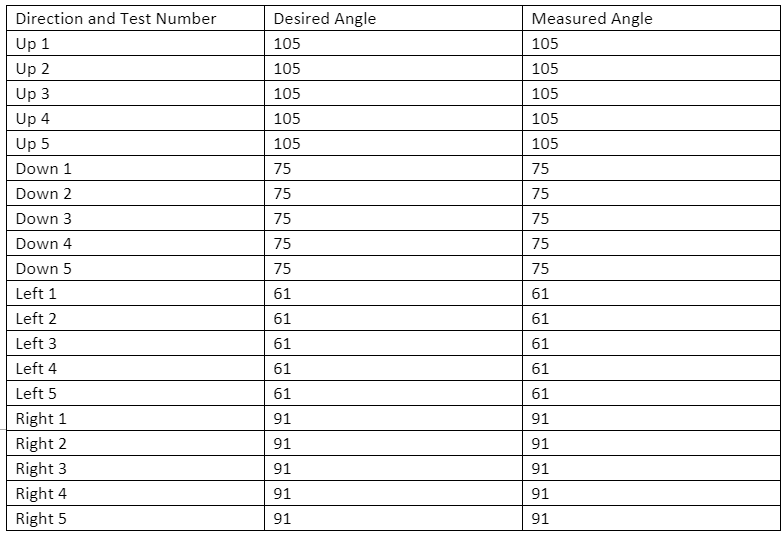 Direction and Test Number Desired Angle Measured Angle
Up 1 105 105
Up 2 105 105
Up 3 105 105
Up 4 105 105
Up 5 105 105
Down 1 75 75
Down 2 75 75
Down 3 75 75
Down 4 75 75
Down 5 75 75
Left 1 61 61
Left 2 61 61
Left 3 61 61
Left 4 61 61
Left 5 61 61
Right 1 91 91
Right 2 91 91
Right 3 91 91
Right 4 91 91
Right 5 91 91